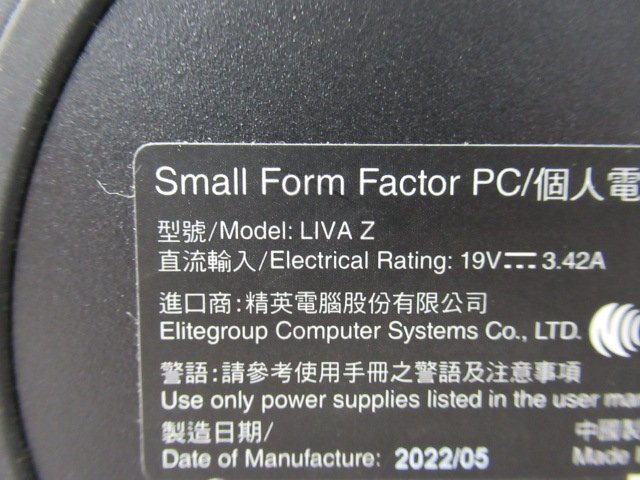 Small Form Factor PC/個人電
型號/Model: LIVA Z
直流輸入/Electrical Rating: 19V⎓3.42A
進口商:精英電腦股份有限公司
Elitegroup Computer Systems Co., LTD.
警語:請參考使用手冊之警語及注意事項
Use only power supplies listed in the user man
製造日期/ 中國製
Date of Manufacture: 2022/05 Made